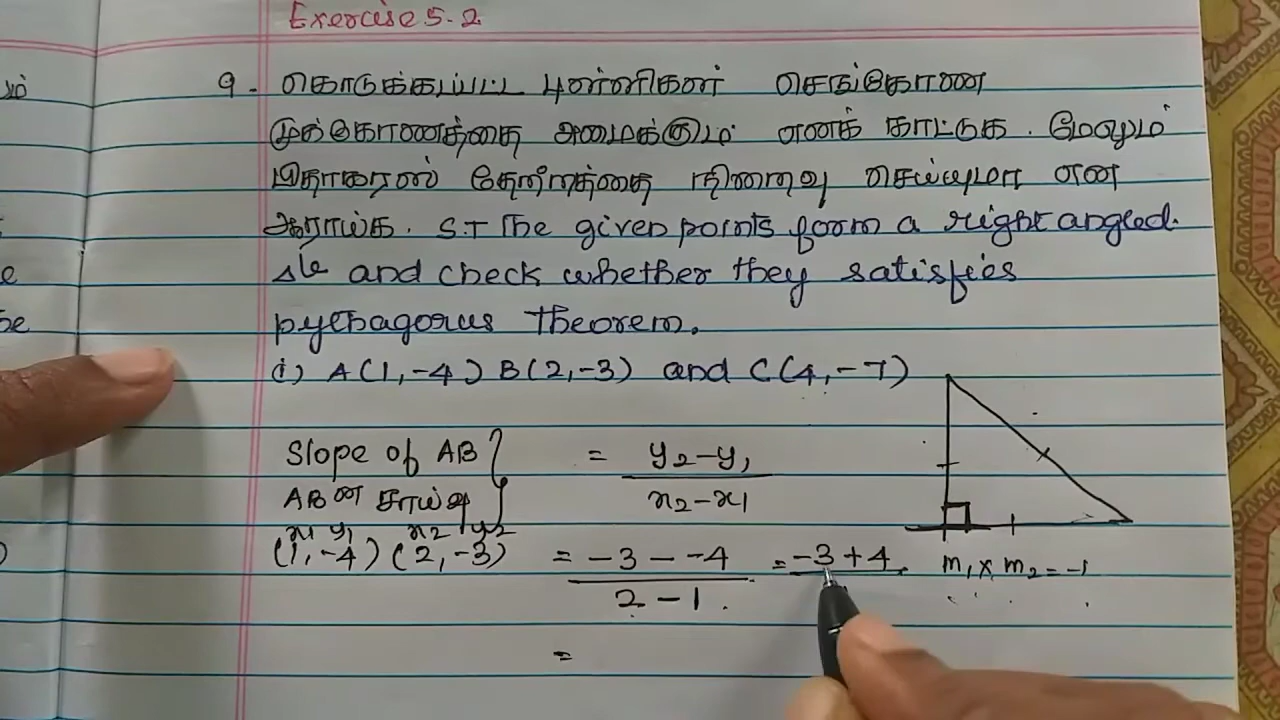 Exercise 5.2
9. கொடுக்கப்பட்ட புள்ளிகள் செங்கோண
முக்கோணத்தை அமைக்கும் எனக் காட்டுக. மேலும்
பிதாகரஸ் தேற்றத்தை நிறைவு செய்யுமா என
ஆராய்க. S.T The given points form a right angled.
sle and check whether they satisfies
pythagorus theorem.
(i) A(1,-4) B(2,-3) and C(4,-7)
Slope of AB = y2-y1
ABன் சாய்வு x2-x1
x1 y1 x2 y2
(1,-4) (2,-3) = -3 - -4 = -3+4 m1 x m2 = -1
2-1.
=